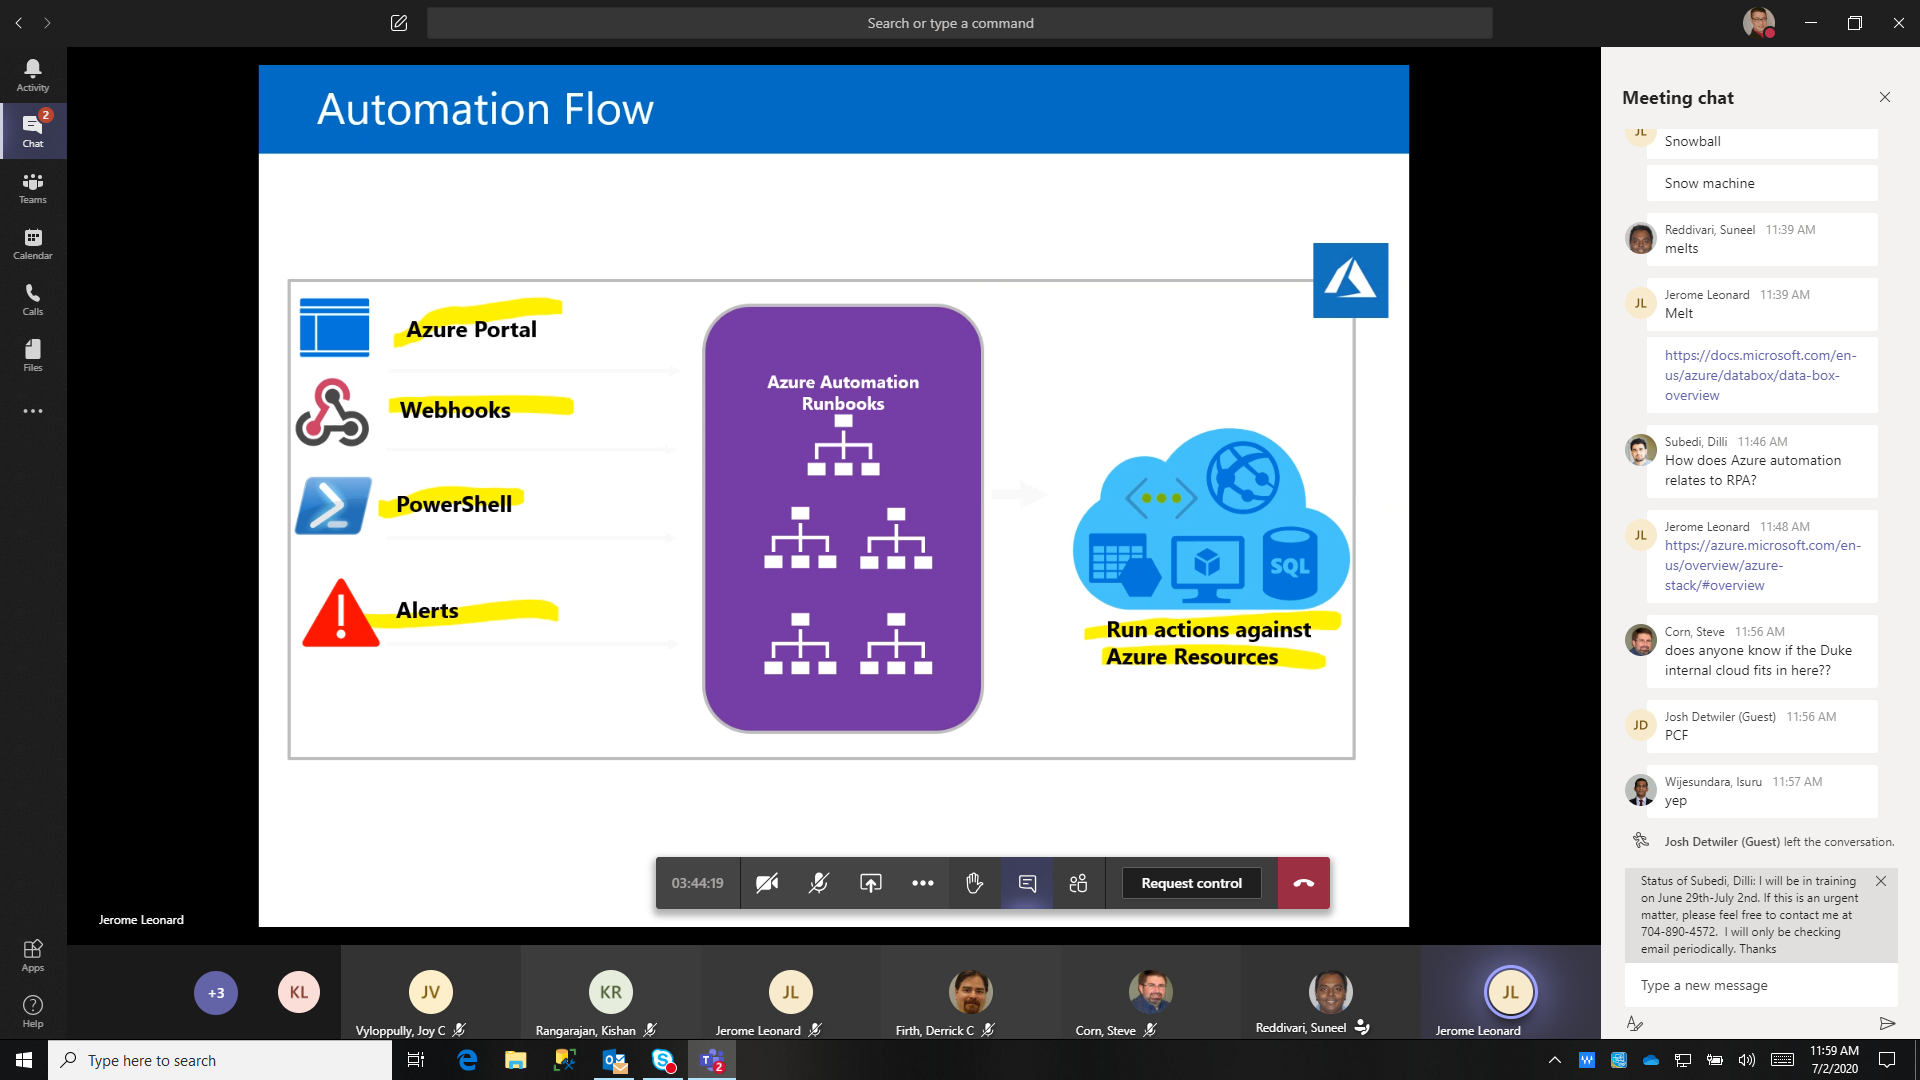 Search or type a command
Activity
2
Chat
Teams
Calendar
Calls
Files
Apps
Help
Automation Flow
Azure Portal
Webhooks
PowerShell
Alerts
Azure Automation
Runbooks
SQL
Run actions against
Azure Resources
03:44:19
Request control
Jerome Leonard
+3
KL
JV
Vyloppully, Joy C
KR
Rangarajan, Kishan
JL
Jerome Leonard
Firth, Derrick C
Corn, Steve
Reddivari, Suneel
JL
Jerome Leonard
Meeting chat
JL
Snowball
Snow machine
Reddivari, Suneel 11:39 AM
melts
JL
Jerome Leonard 11:39 AM
Melt
https://docs.microsoft.com/en-
us/azure/databox/data-box-
overview
Subedi, Dilli 11:46 AM
How does Azure automation
relates to RPA?
JL
Jerome Leonard 11:48 AM
https://azure.microsoft.com/en-
us/overview/azure-
stack/#overview
Corn, Steve 11:56 AM
does anyone know if the Duke
internal cloud fits in here??
JD
Josh Detwiler (Guest) 11:56 AM
PCF
Wijesundara, Isuru 11:57 AM
yep
Josh Detwiler (Guest) left the conversation.
Status of Subedi, Dilli: I will be in training
on June 29th-July 2nd. If this is an urgent
matter, please feel free to contact me at
704-890-4572. I will only be checking
email periodically. Thanks
Type a new message
Type here to search
2
11:59 AM
7/2/2020